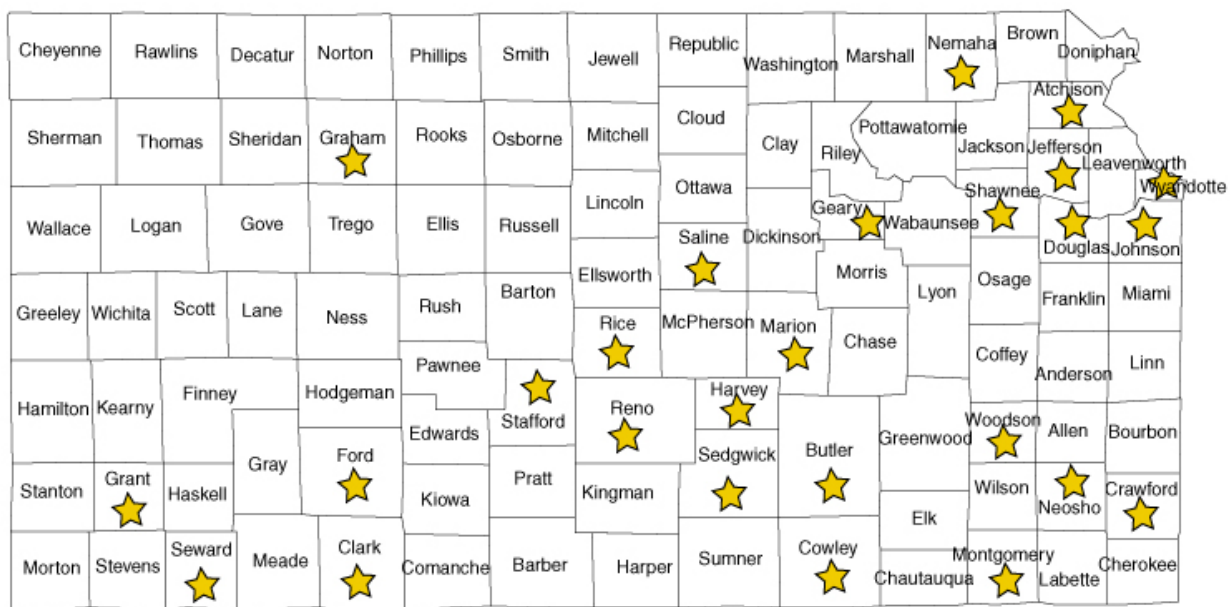 Cheyenne
Rawlins
Decatur
Norton
Phillips
Smith
Jewell
Republic
Washington
Marshall
Nemaha
Brown
Doniphan
Atchison
Sherman
Thomas
Sheridan
Graham
Rooks
Osborne
Mitchell
Cloud
Clay
Riley
Pottawatomie
Jackson
Jefferson
Leavenworth
Wyandotte
Wallace
Logan
Gove
Trego
Ellis
Russell
Lincoln
Ottawa
Saline
Dickinson
Geary
Wabaunsee
Shawnee
Douglas
Johnson
Greeley
Wichita
Scott
Lane
Ness
Rush
Barton
Ellsworth
Rice
McPherson
Marion
Morris
Chase
Lyon
Osage
Franklin
Miami
Coffey
Anderson
Linn
Hamilton
Kearny
Finney
Hodgeman
Pawnee
Edwards
Stafford
Reno
Harvey
Sedgwick
Butler
Greenwood
Woodson
Allen
Bourbon
Stanton
Grant
Haskell
Gray
Ford
Kiowa
Pratt
Kingman
Elk
Wilson
Neosho
Crawford
Morton
Stevens
Seward
Meade
Clark
Comanche
Barber
Harper
Sumner
Cowley
Chautauqua
Montgomery
Labette
Cherokee